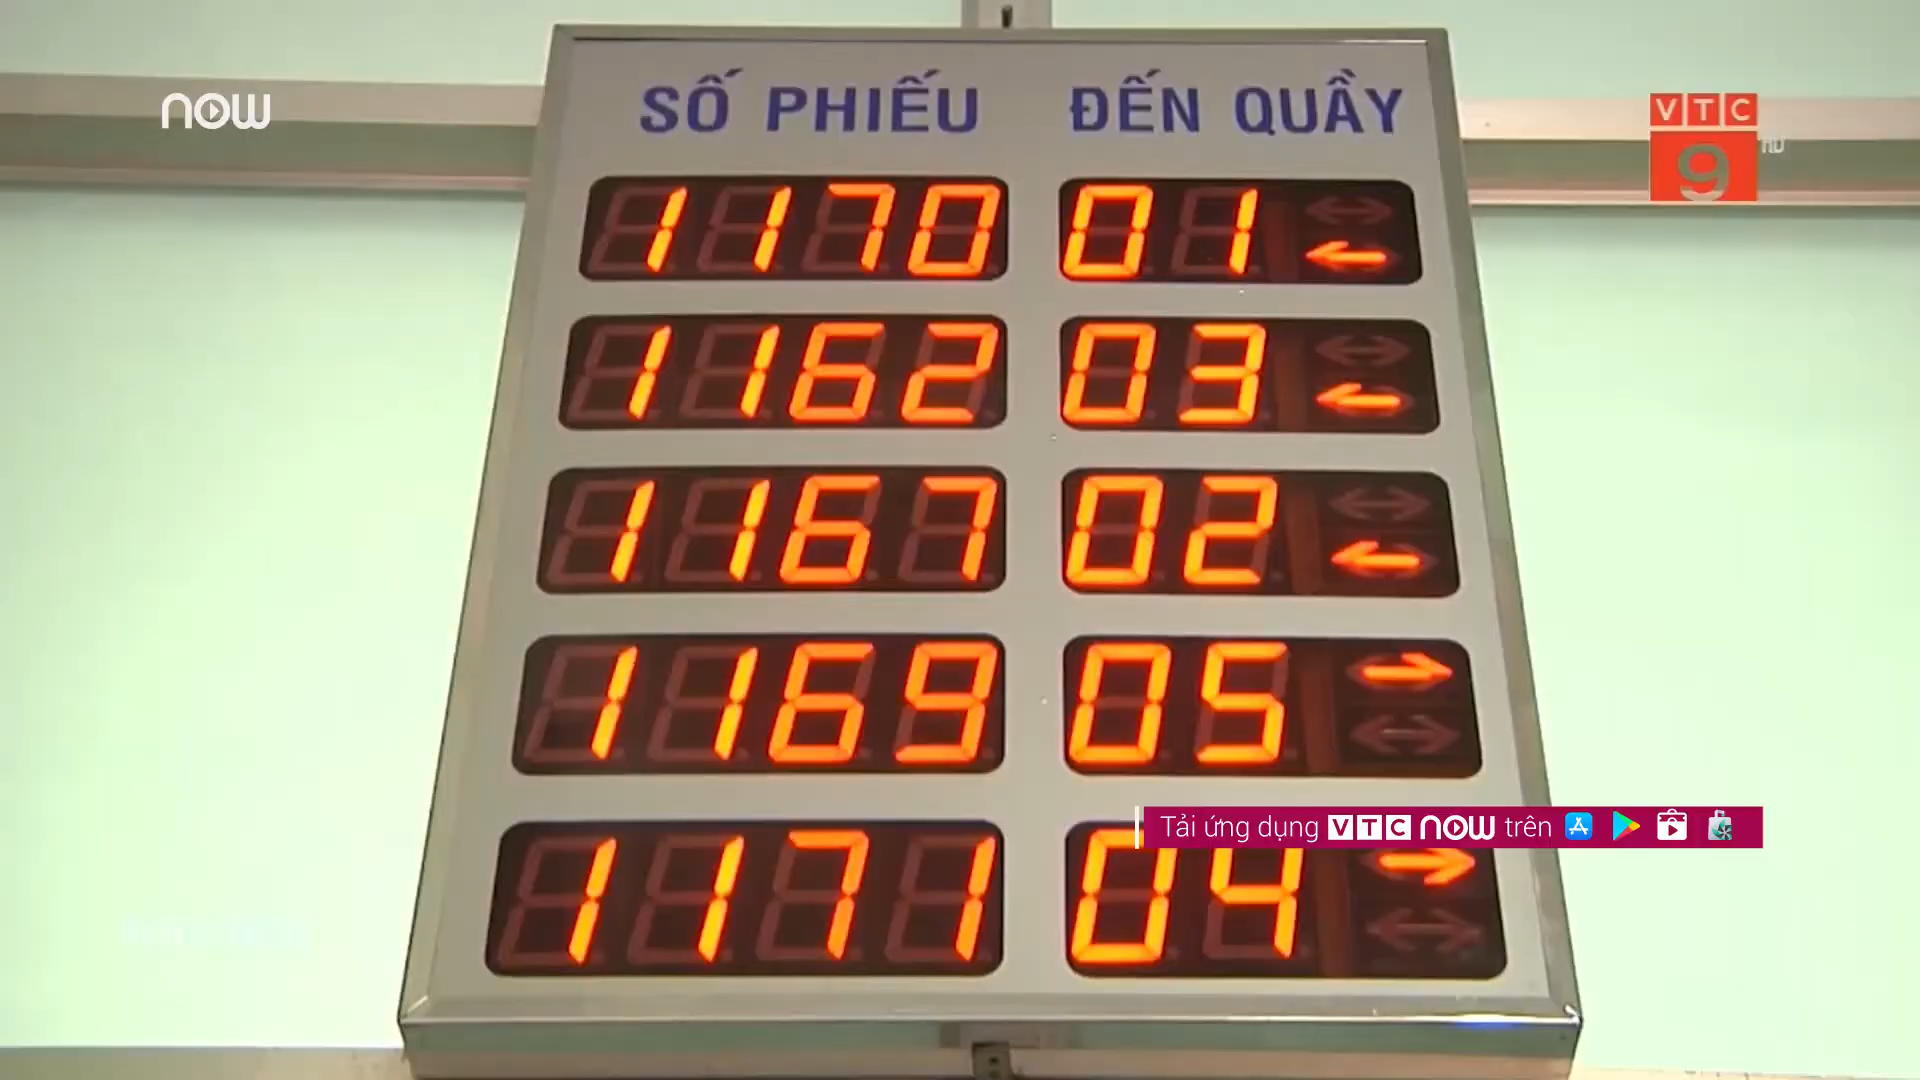 now
VTC
9
HD
SỐ PHIẾU ĐẾN QUẦY
1170 01
1162 03
1167 02
1169 05
Tải ứng dụng VTC now trên
1171 04